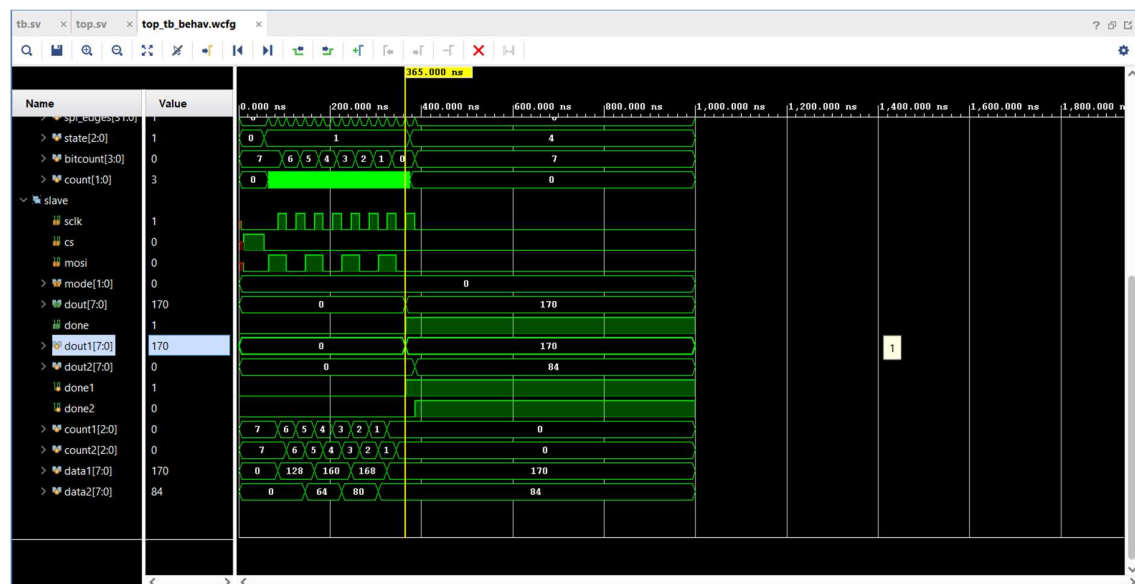 tb.sv × top.sv × top_tb_behav.wcfg ×
?
365.000 ns
Name Value
0.000 ns 200.000 ns 400.000 ns 600.000 ns 800.000 ns 1,000.000 ns 1,200.000 ns 1,400.000 ns 1,600.000 ns 1,800.000 n
spi_edges[31:0] 1 0 0
state[2:0] 1 0 1 4
bitcount[3:0] 0 7 6 5 4 3 2 1 0 7
count[1:0] 3 0 0
slave
sclk 1
cs 0
mosi 0
mode[1:0] 0 0
dout[7:0] 170 0 170
done 1
dout1[7:0] 170 0 170 1
dout2[7:0] 0 0 84
done1 1
done2 0
count1[2:0] 0 7 6 5 4 3 2 1 0
count2[2:0] 0 7 6 5 4 3 2 1 0
data1[7:0] 170 0 128 160 168 170
data2[7:0] 84 0 64 80 84